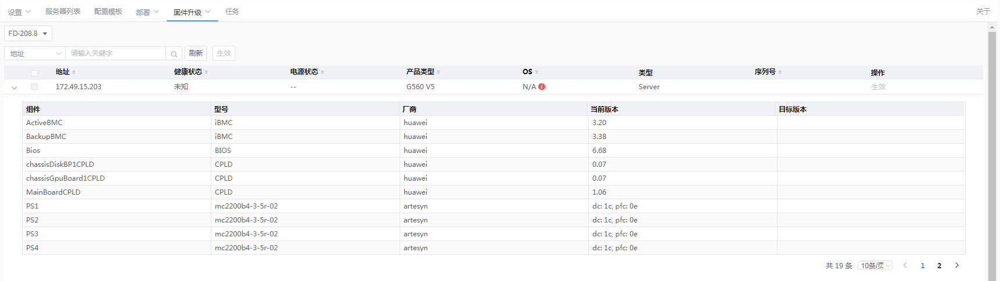 设置 服务器列表 配置模板 部署 固件升级 任务 关于
FD-208.8
地址 请输入关键字 刷新 生效
地址 健康状态 电源状态 产品类型 OS 类型 序列号 操作
172.49.15.203 未知 -- G560 V5 N/A Server 生效
组件 型号 厂商 当前版本 目标版本
ActiveBMC iBMC huawei 3.20
BackupBMC iBMC huawei 3.38
Bios BIOS huawei 6.68
chassisDiskBP1CPLD CPLD huawei 0.07
chassisGpuBoard1CPLD CPLD huawei 0.07
MainBoardCPLD CPLD huawei 1.06
PS1 mc2200b4-3-5r-02 artesyn dc: 1c, pfc: 0e
PS2 mc2200b4-3-5r-02 artesyn dc: 1c, pfc: 0e
PS3 mc2200b4-3-5r-02 artesyn dc: 1c, pfc: 0e
PS4 mc2200b4-3-5r-02 artesyn dc: 1c, pfc: 0e
共 19 条 10条/页 1 2